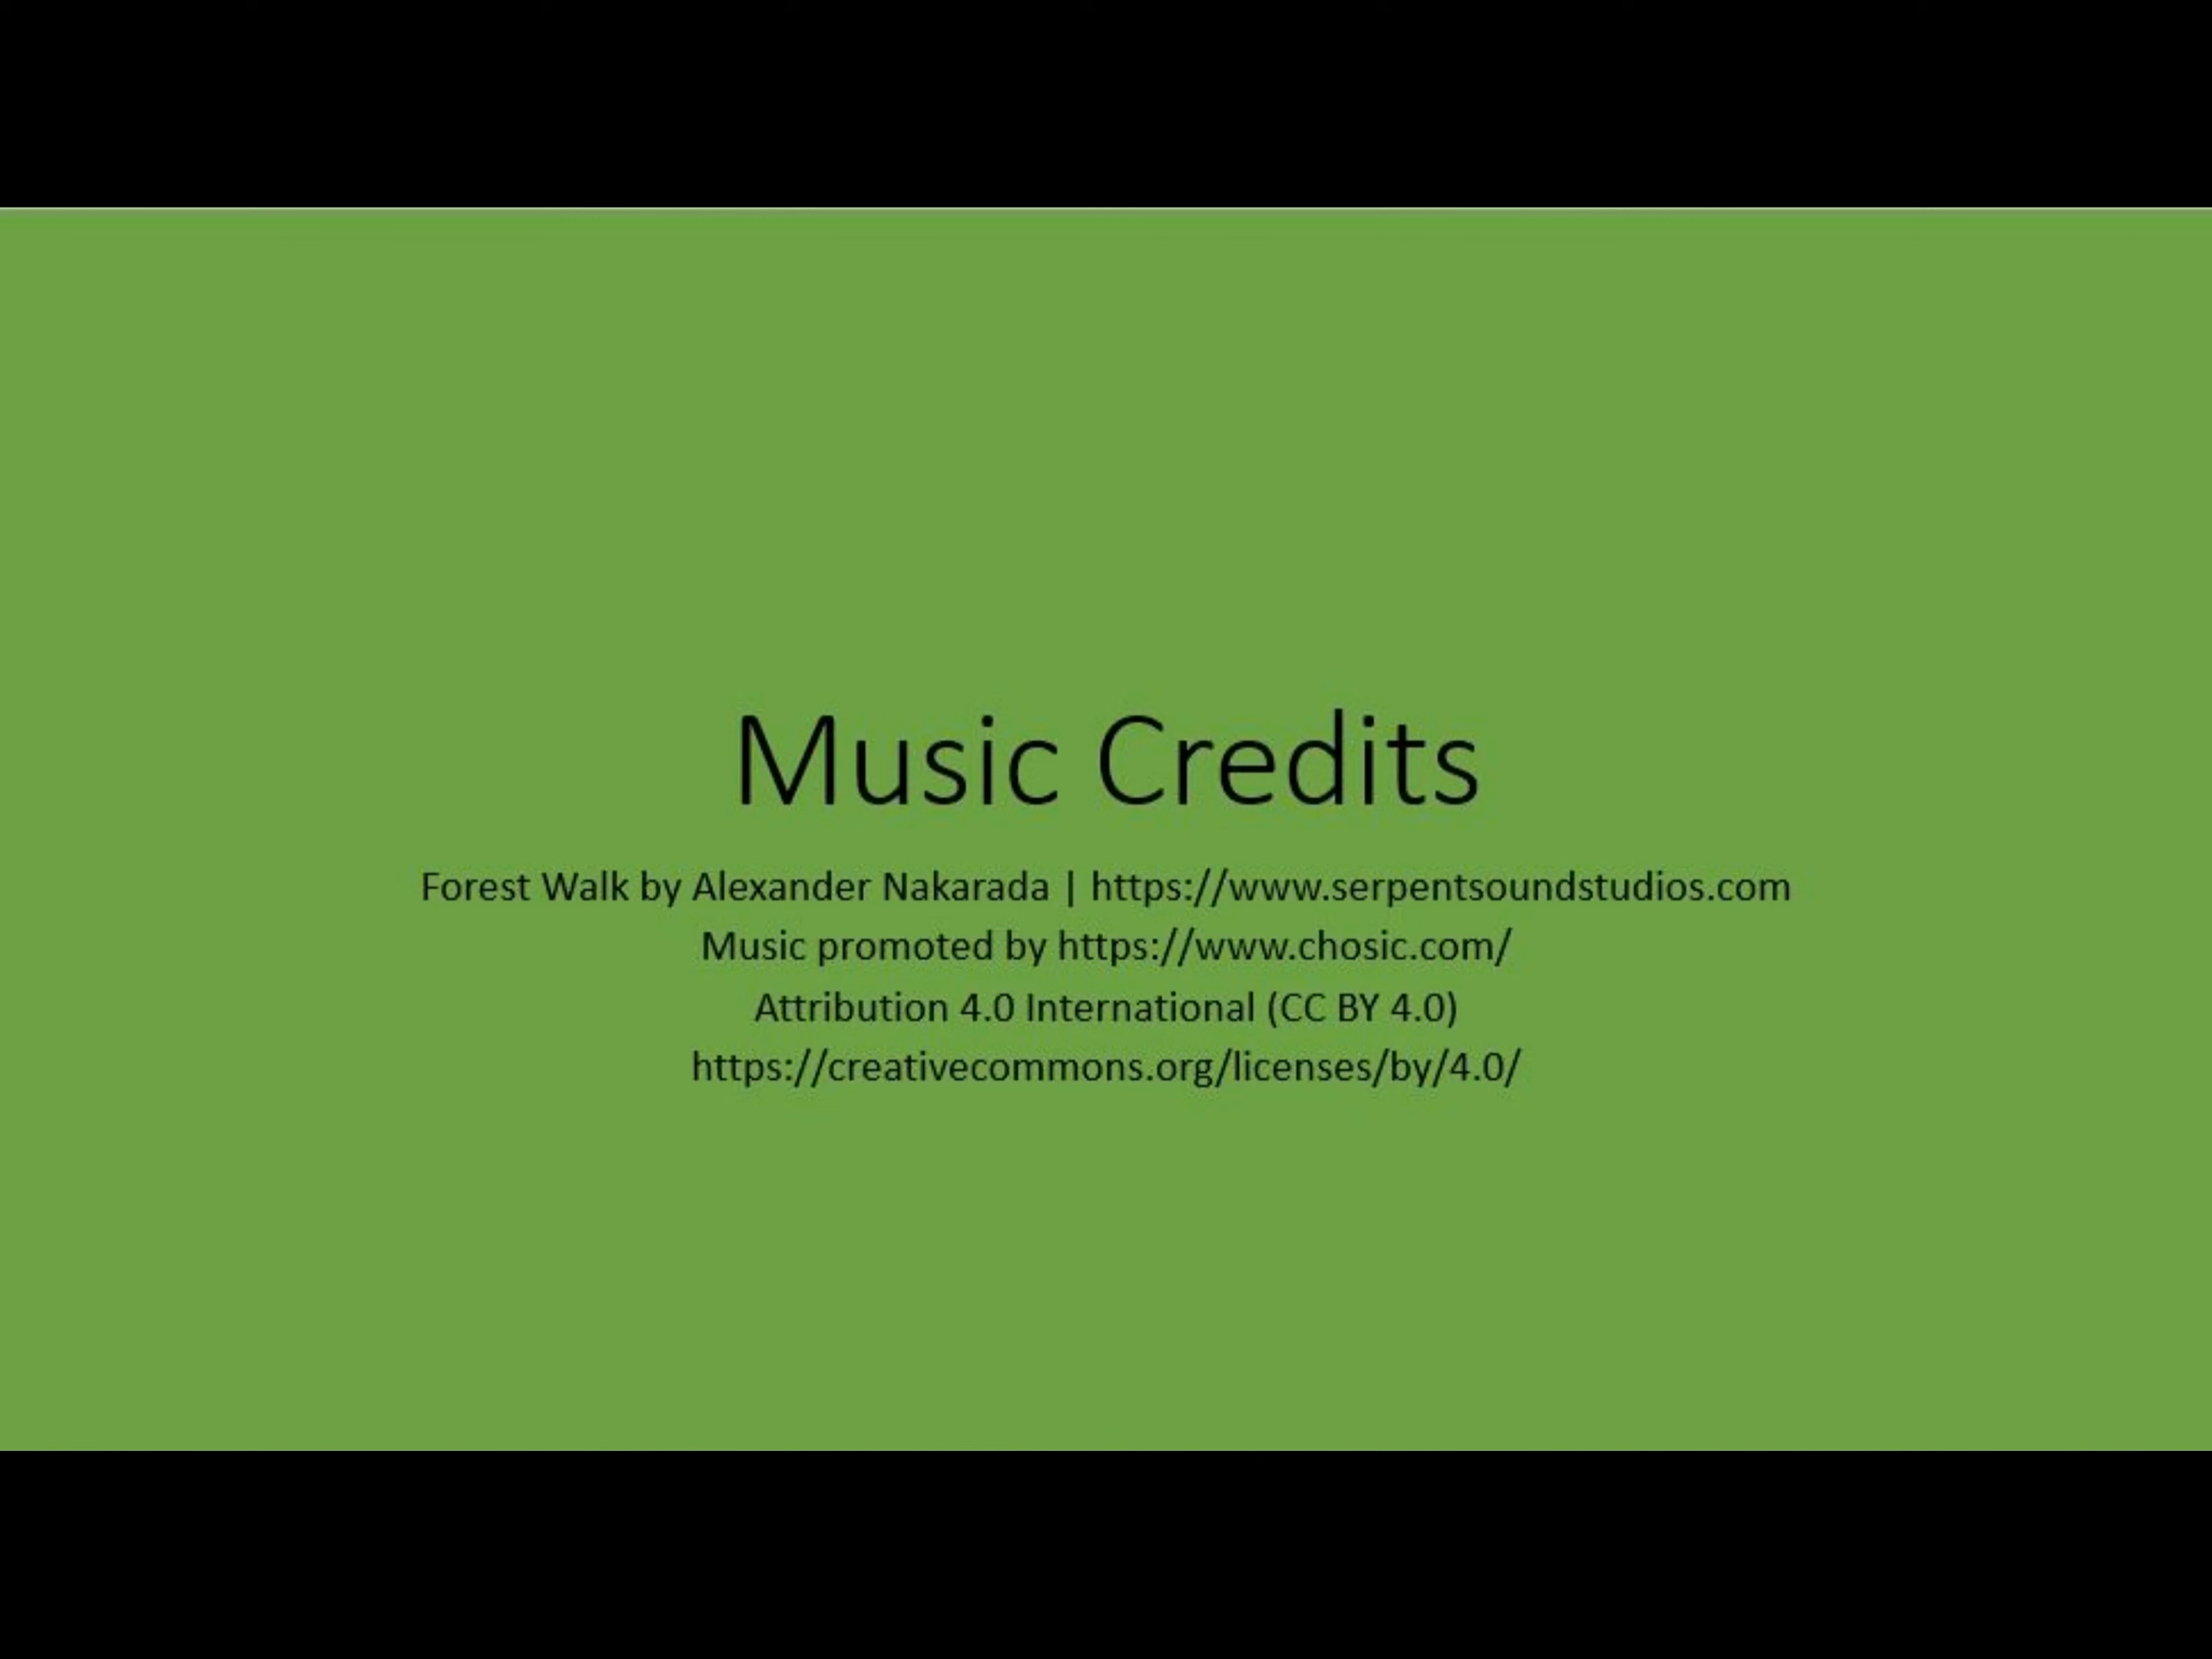 Music Credits
Forest Walk by Alexander Nakarada | https://www.serpentsoundstudios.com
Music promoted by https://www.chosic.com/
Attribution 4.0 International (CC BY 4.0)
https://creativecommons.org/licenses/by/4.0/